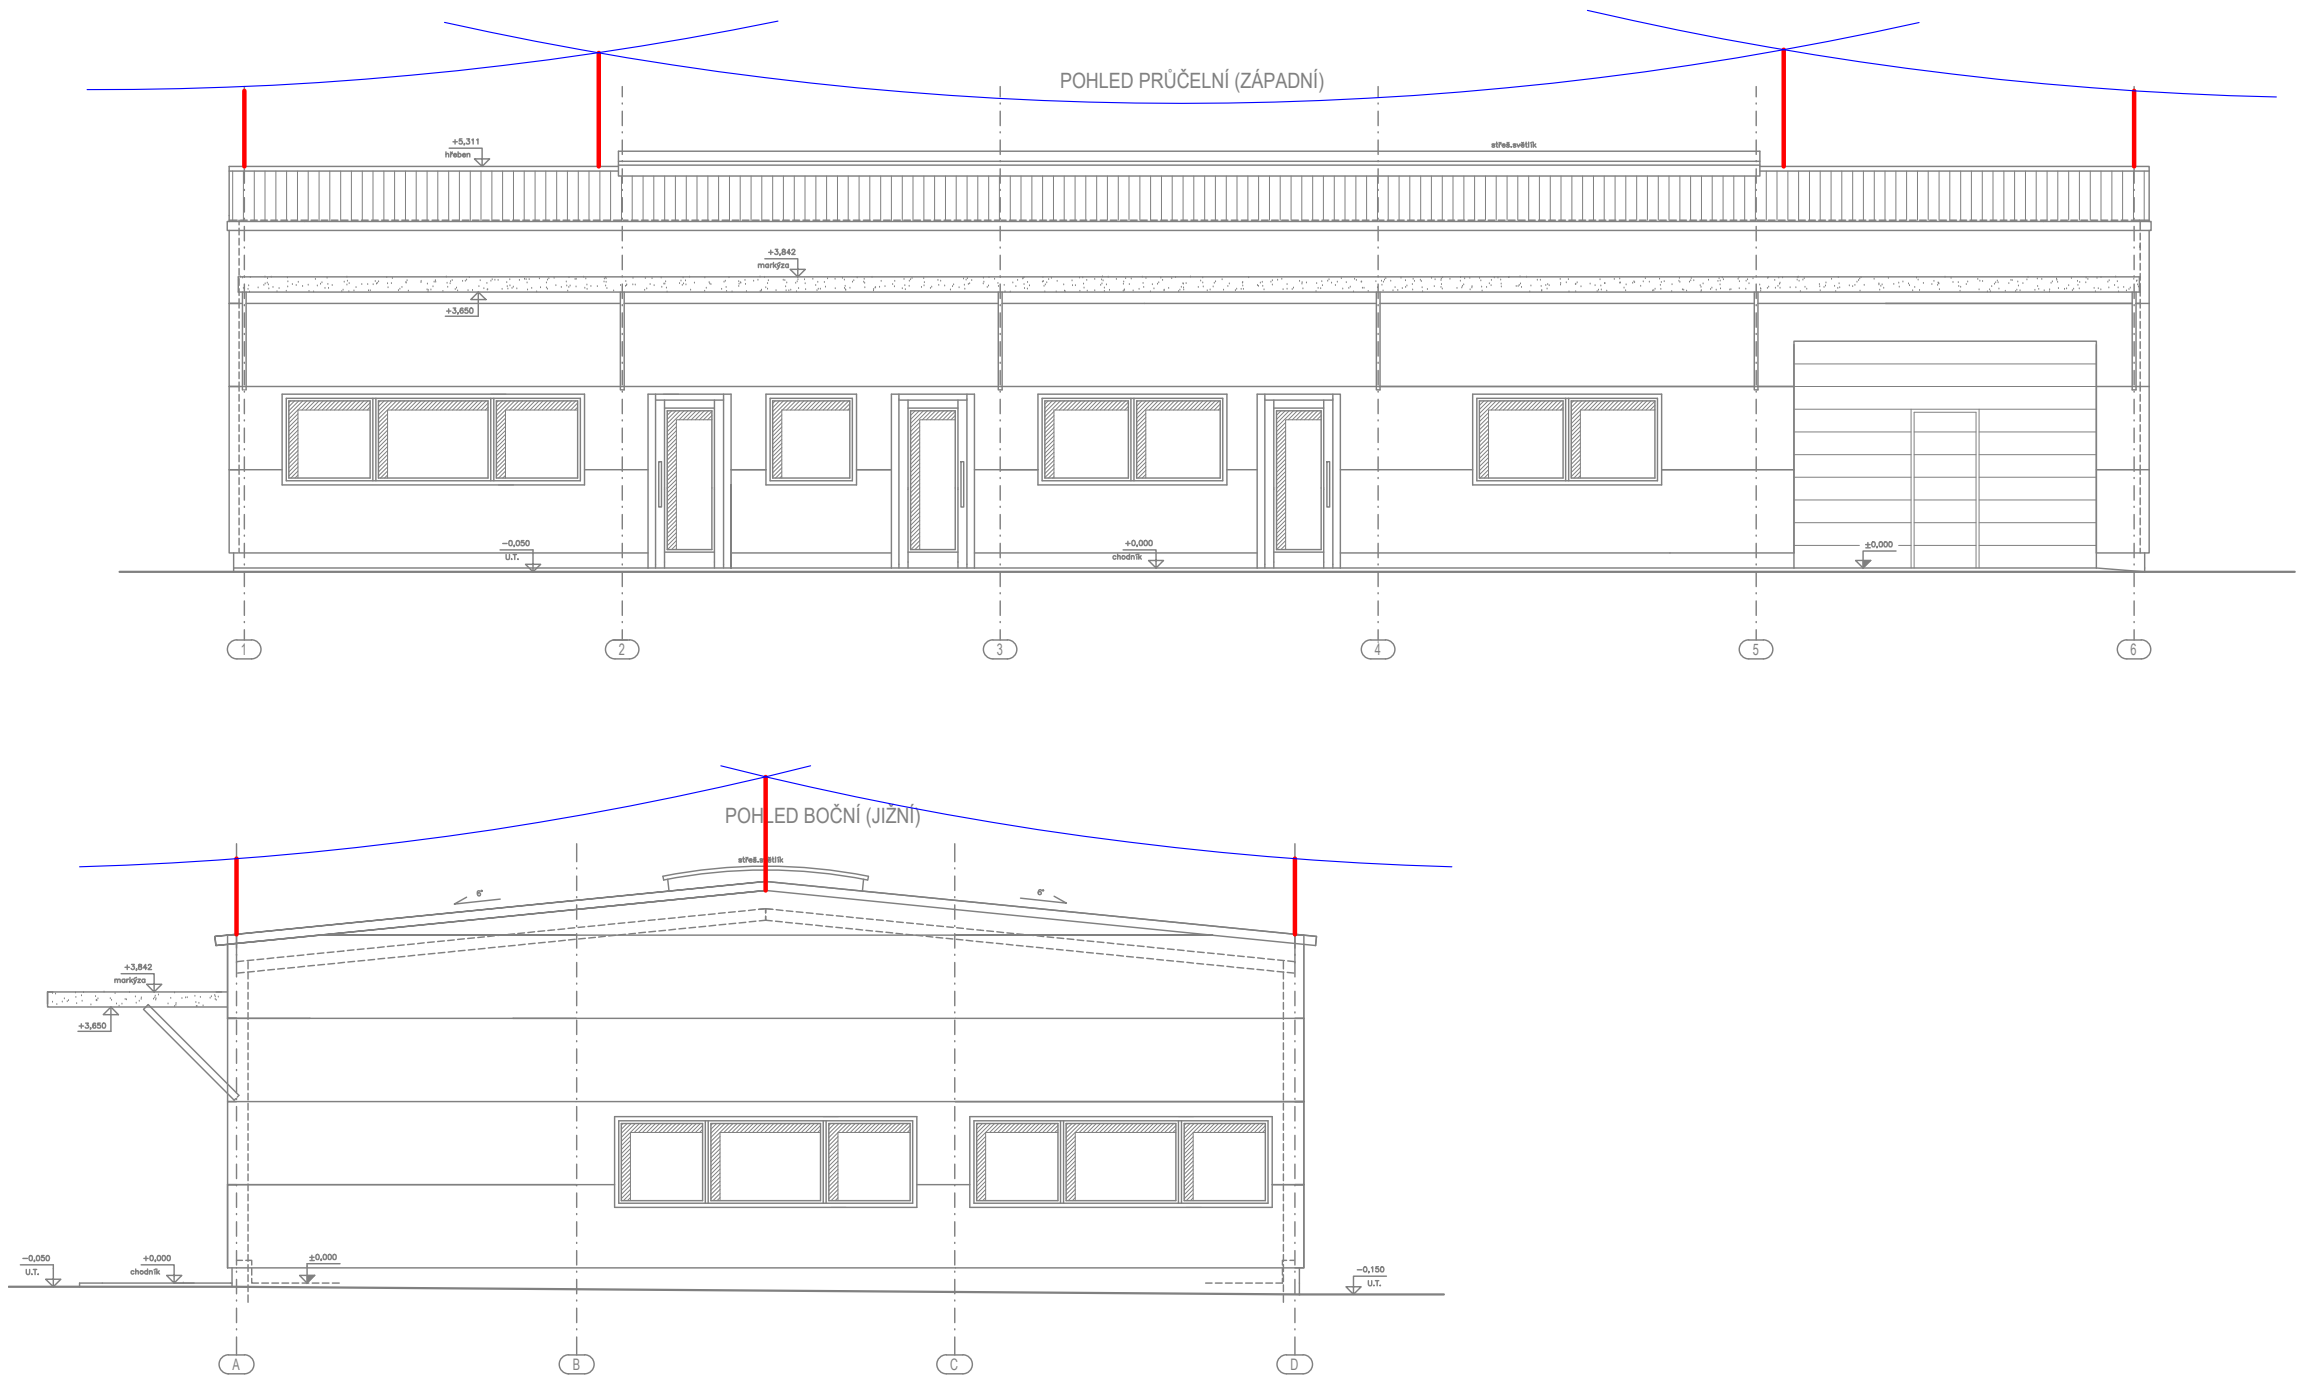 POHLED PRŮČELNÍ (ZÁPADNÍ)
+5,311
hřeben
střeš.světlík
+3,842
markýza
+3,650
-0,050
U.T.
+0,000
chodník
±0,000
1
2
3
4
5
6
POHLED BOČNÍ (JIŽNÍ)
střeš.světlík
6°
6°
+3,842
markýza
+3,650
-0,050
U.T.
+0,000
chodník
±0,000
-0,150
U.T.
A
B
C
D